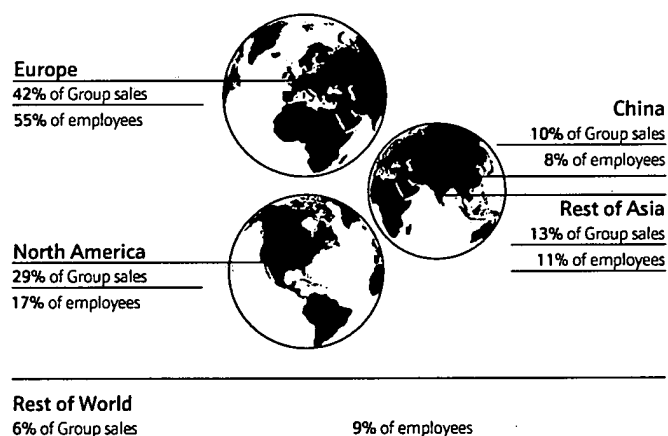 Europe
42% of Group sales
55% of employees
China
10% of Group sales
8% of employees
Rest of Asia
13% of Group sales
11% of employees
North America
29% of Group sales
17% of employees
Rest of World
6% of Group sales
9% of employees